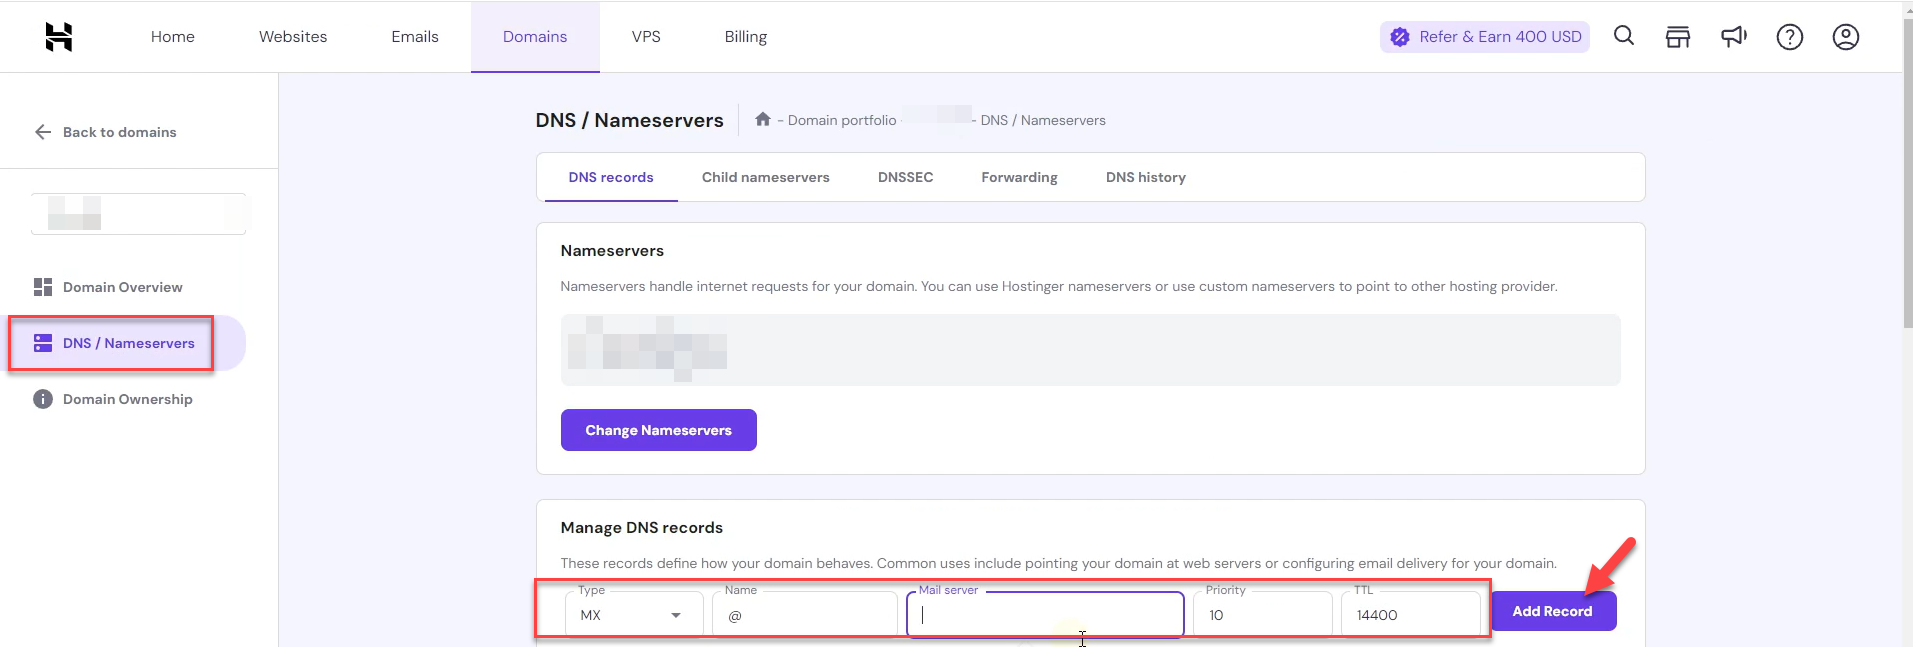 Home Websites Emails Domains VPS Billing Refer & Earn 400 USD
Back to domains
Domain Overview
DNS / Nameservers
Domain Ownership
DNS / Nameservers - Domain portfolio - - DNS / Nameservers
DNS records Child nameservers DNSSEC Forwarding DNS history
Nameservers
Nameservers handle internet requests for your domain. You can use Hostinger nameservers or use custom nameservers to point to other hosting provider.
Change Nameservers
Manage DNS records
These records define how your domain behaves. Common uses include pointing your domain at web servers or configuring email delivery for your domain.
Type Name Mail server Priority TTL
MX @ 10 14400 Add Record